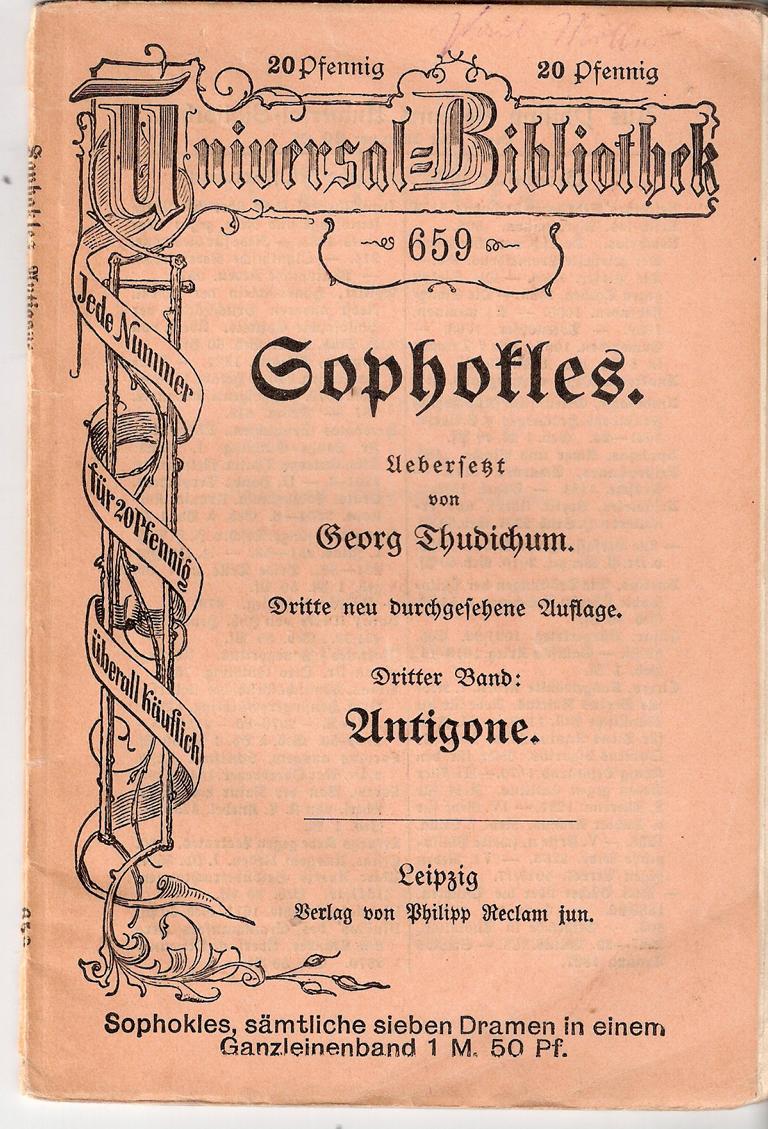 20 Pfennig 20 Pfennig
Universal=Bibliothek
659
Jede Nummer
für 20 Pfennig
überall käuflich
Sophokles.
Uebersetzt
von
Georg Thudichum.
Dritte neu durchgesehene Auflage.
Dritter Band:
Antigone.
Leipzig
Verlag von Philipp Reclam jun.
Sophokles, sämtliche sieben Dramen in einem
Ganzleinenband 1 M. 50 Pf.